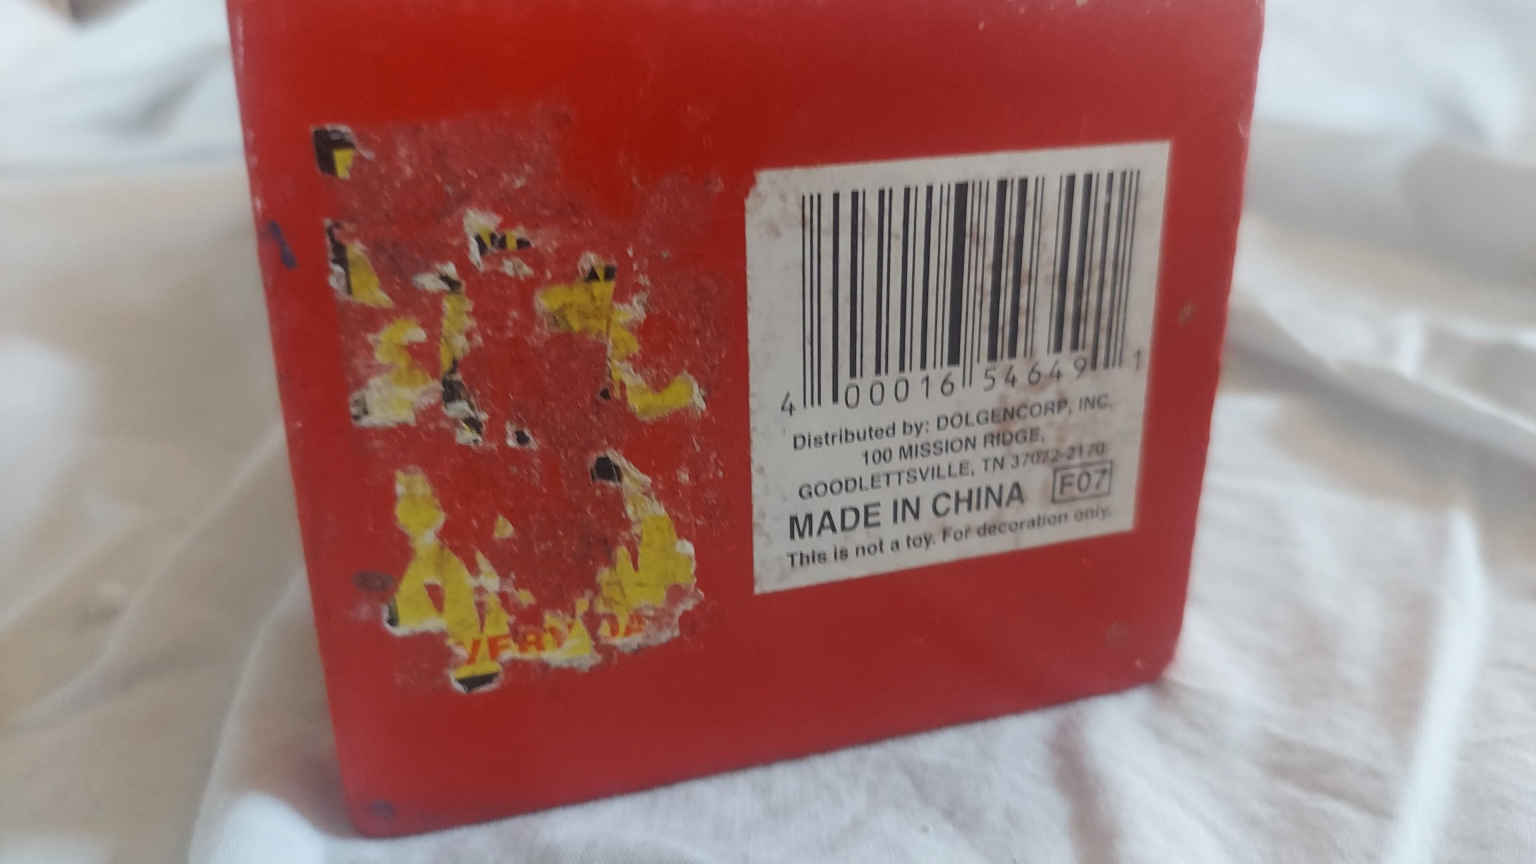 4 00016 54649 1
Distributed by: DOLGENCORP, INC.
100 MISSION RIDGE,
GOODLETTSVILLE, TN 37072-2170
MADE IN CHINA F07
This is not a toy. For decoration only.